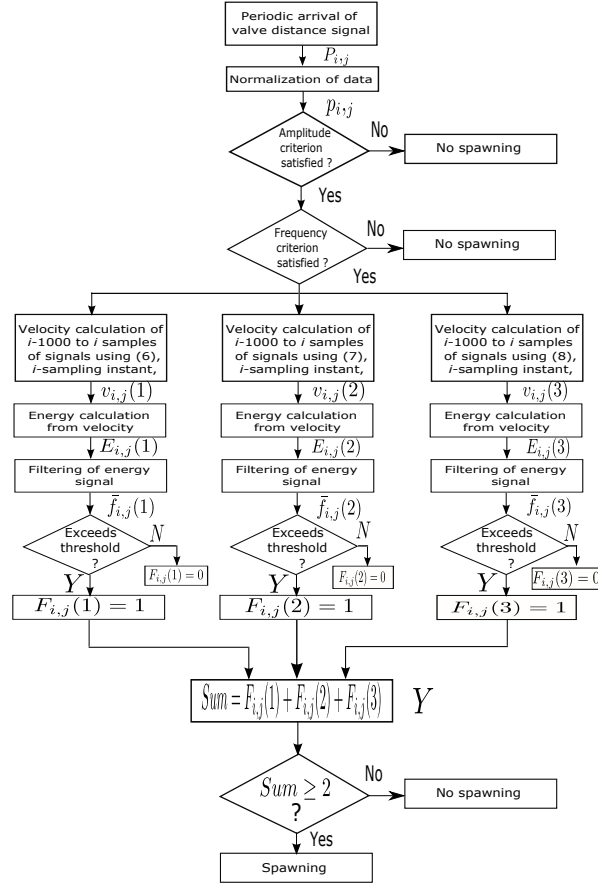 Periodic arrival of
valve distance signal
P_{i,j}
Normalization of data
p_{i,j}
Amplitude
criterion
satisfied ?
No
No spawning
Yes
Frequency
criterion
satisfied ?
No
No spawning
Yes
Velocity calculation of
i-1000 to i samples
of signals using (6),
i-sampling instant,
Velocity calculation of
i-1000 to i samples
of signals using (7),
i-sampling instant,
Velocity calculation of
i-1000 to i samples
of signals using (8),
i-sampling instant,
v_{i,j}(1)
v_{i,j}(2)
v_{i,j}(3)
Energy calculation
from velocity
Energy calculation
from velocity
Energy calculation
from velocity
E_{i,j}(1)
E_{i,j}(2)
E_{i,j}(3)
Filtering of energy
signal
Filtering of energy
signal
Filtering of energy
signal
f̄_{i,j}(1)
f̄_{i,j}(2)
f̄_{i,j}(3)
Exceeds
threshold
?
N
Exceeds
threshold
?
N
Exceeds
threshold
?
N
F_{i,j}(1) = 0
F_{i,j}(2) = 0
F_{i,j}(3) = 0
Y
Y
Y
F_{i,j}(1) = 1
F_{i,j}(2) = 1
F_{i,j}(3) = 1
Sum = F_{i,j}(1) + F_{i,j}(2) + F_{i,j}(3)
Y
Sum ≥ 2
?
No
No spawning
Yes
Spawning